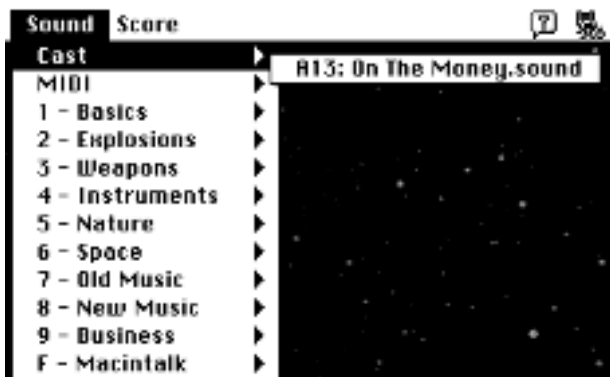 Sound Score
Cast
A13: On The Money.sound
MIDI
1 - Basics
2 - Explosions
3 - Weapons
4 - Instruments
5 - Nature
6 - Space
7 - Old Music
8 - New Music
9 - Business
F - Macintalk